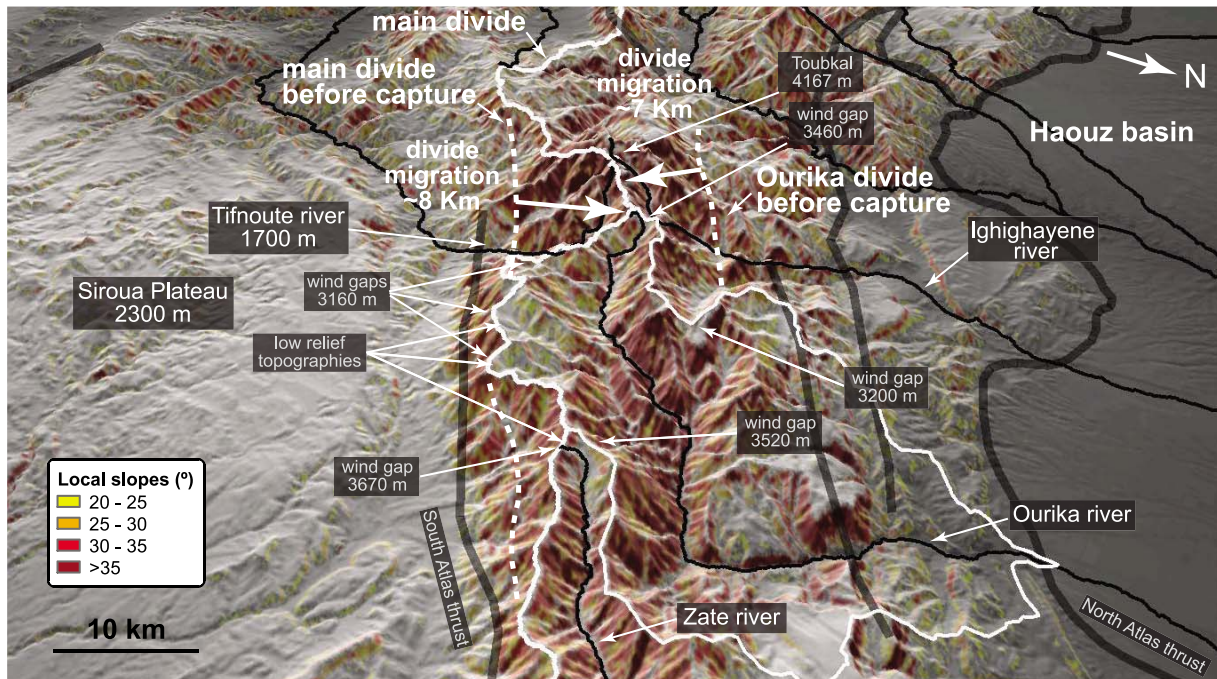 main divide
main divide
before capture
divide
migration
~7 Km
Toubkal
4167 m
wind gap
3460 m
N
Haouz basin
divide
migration
~8 Km
Ourika divide
before capture
Tifnoute river
1700 m
Ighighayene
river
Siroua Plateau
2300 m
wind gaps
3160 m
low relief
topographies
wind gap
3200 m
wind gap
3520 m
wind gap
3670 m
Local slopes (º)
20 - 25
25 - 30
30 - 35
>35
10 km
South Atlas thrust
Ourika river
Zate river
North Atlas thrust